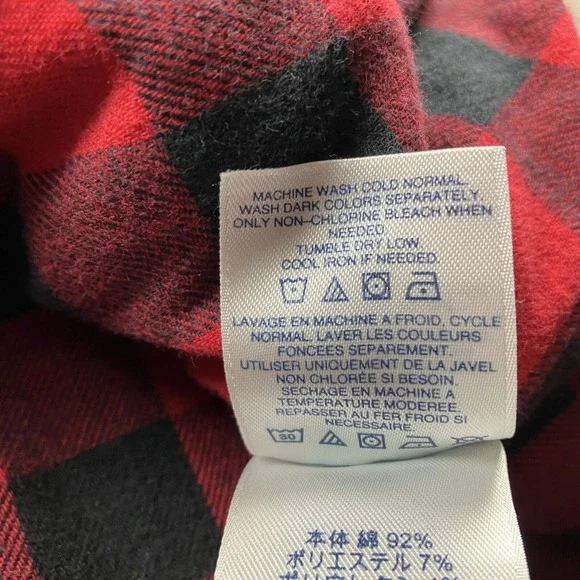 MACHINE WASH COLD NORMAL.
WASH DARK COLORS SEPARATELY.
ONLY NON-CHLORINE BLEACH WHEN
NEEDED.
TUMBLE DRY LOW.
COOL IRON IF NEEDED.
LAVAGE EN MACHINE A FROID, CYCLE
NORMAL. LAVER LES COULEURS
FONCEES SEPAREMENT.
UTILISER UNIQUEMENT DE LA JAVEL
NON CHLORÉE SI BESOIN.
SECHAGE EN MACHINE A
TEMPERATURE MODEREE.
REPASSER AU FER FROID SI
NECESSAIRE.
30
本体 綿 92%
ポリエステル 7%